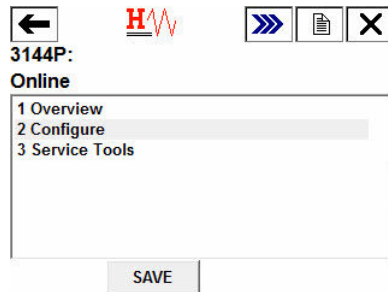 H
3144P:
Online
1 Overview
2 Configure
3 Service Tools
SAVE